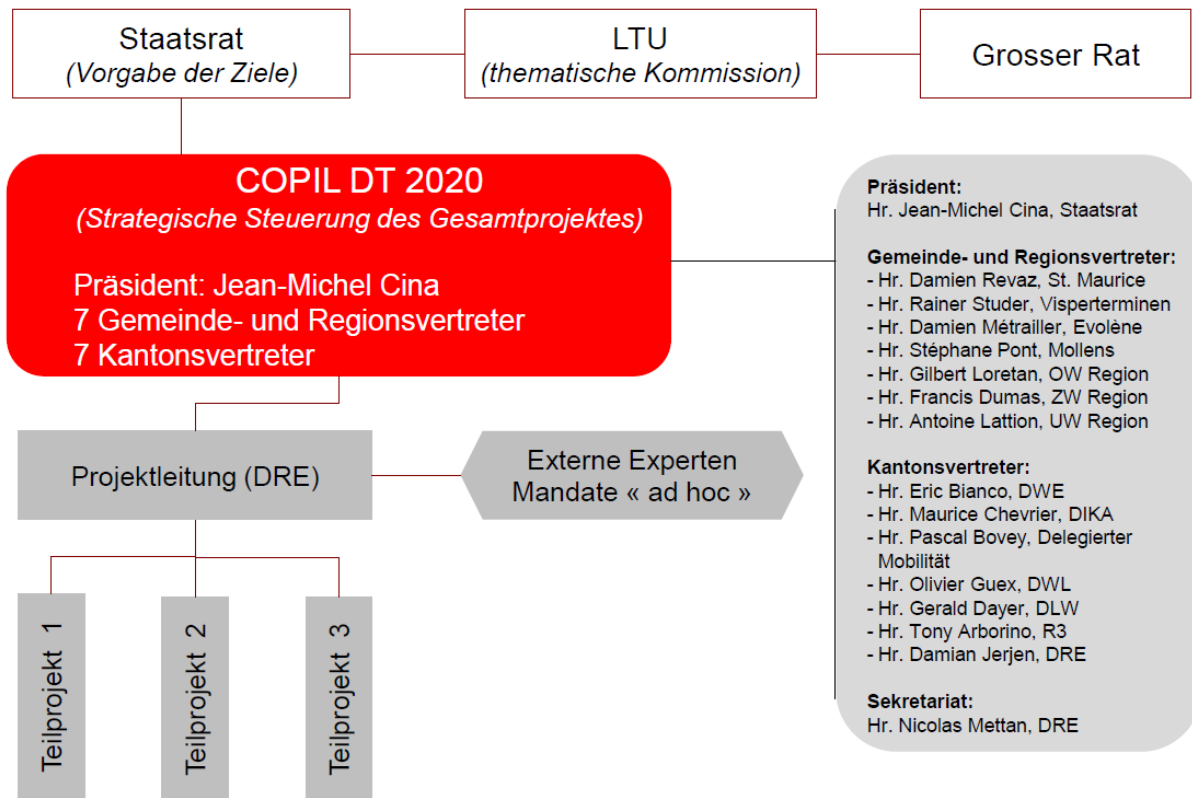 Staatsrat
(Vorgabe der Ziele)
LTU
(thematische Kommission)
Grosser Rat
COPIL DT 2020
(Strategische Steuerung des Gesamtprojektes)
Präsident: Jean-Michel Cina
7 Gemeinde- und Regionsvertreter
7 Kantonsvertreter
Projektleitung (DRE)
Externe Experten
Mandate « ad hoc »
Teilprojekt 1
Teilprojekt 2
Teilprojekt 3
Präsident:
Hr. Jean-Michel Cina, Staatsrat
Gemeinde- und Regionsvertreter:
- Hr. Damien Revaz, St. Maurice
- Hr. Rainer Studer, Visperterminen
- Hr. Damien Métrailler, Evolène
- Hr. Stéphane Pont, Mollens
- Hr. Gilbert Loretan, OW Region
- Hr. Francis Dumas, ZW Region
- Hr. Antoine Lattion, UW Region
Kantonsvertreter:
- Hr. Eric Bianco, DWE
- Hr. Maurice Chevrier, DIKA
- Hr. Pascal Bovey, Delegierter
Mobilität
- Hr. Olivier Guex, DWL
- Hr. Gerald Dayer, DLW
- Hr. Tony Arborino, R3
- Hr. Damian Jerjen, DRE
Sekretariat:
Hr. Nicolas Mettan, DRE